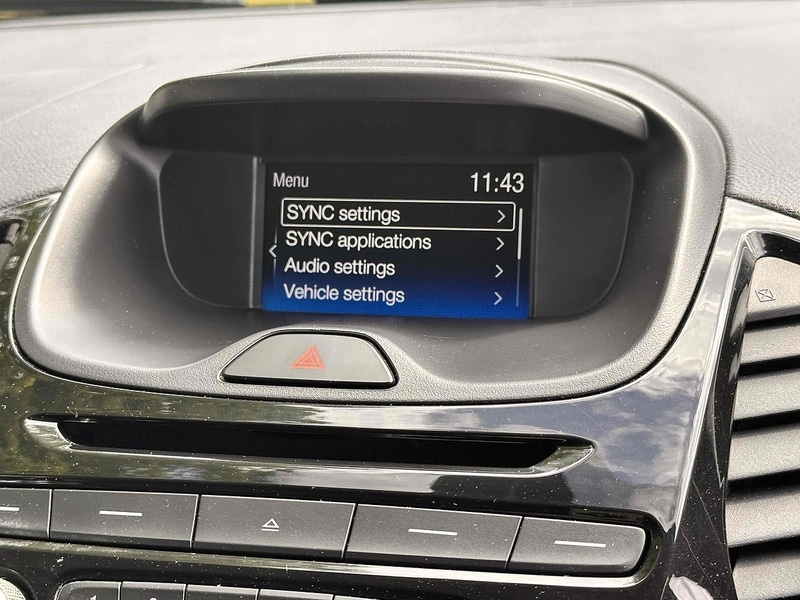 Menu 11:43
SYNC settings
SYNC applications
Audio settings
Vehicle settings